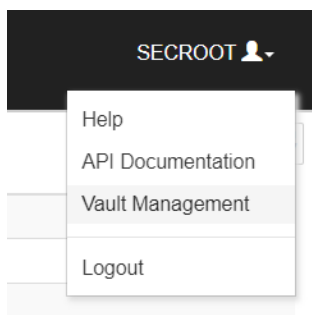 SECROOT
Help
API Documentation
Vault Management
Logout